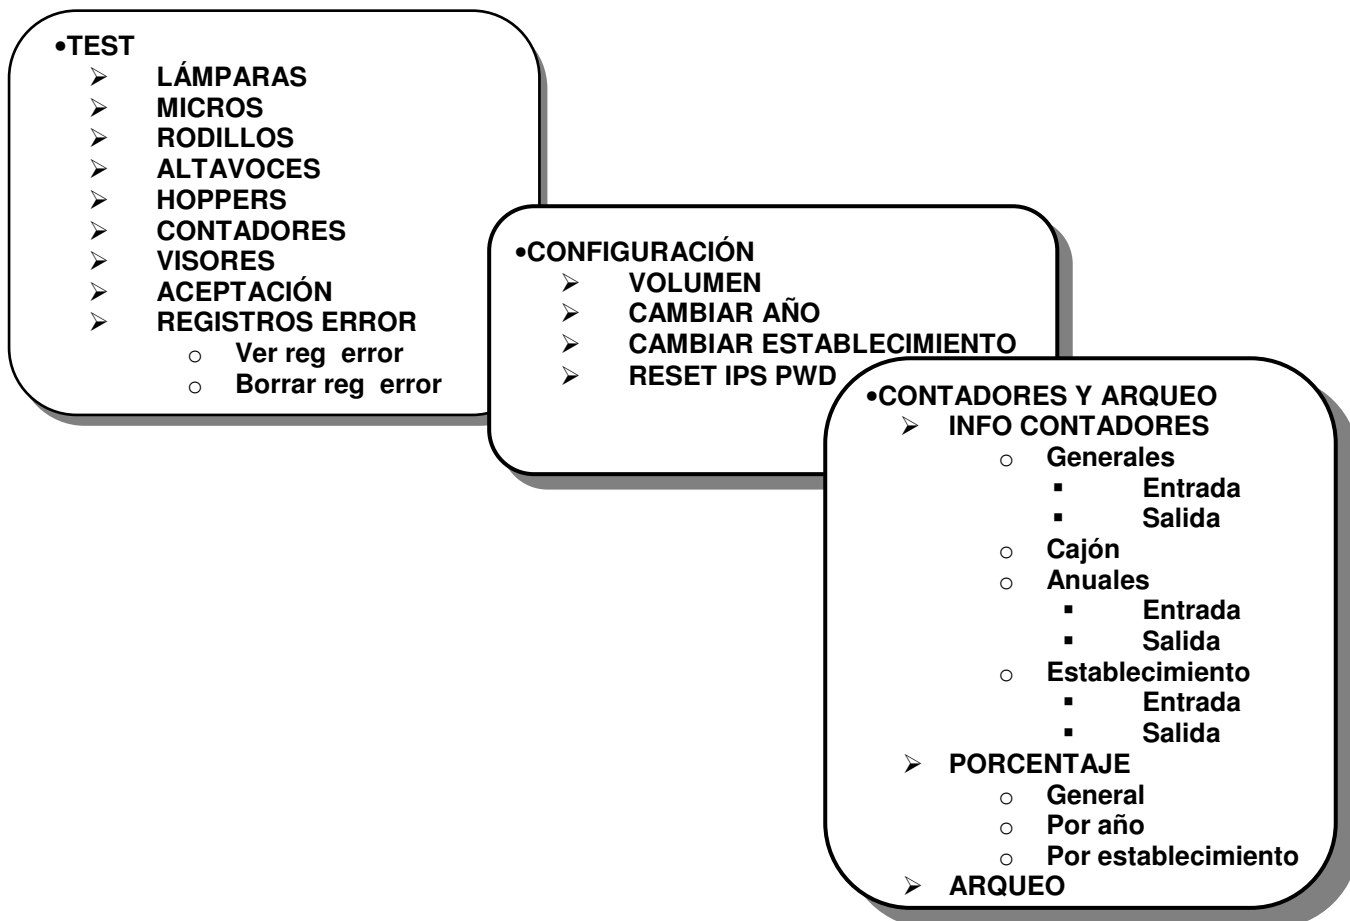 •TEST
➢ LÁMPARAS
➢ MICROS
➢ RODILLOS
➢ ALTAVOCES
➢ HOPPERS
➢ CONTADORES
➢ VISORES
➢ ACEPTACIÓN
➢ REGISTROS ERROR
○ Ver reg error
○ Borrar reg error
•CONFIGURACIÓN
➢ VOLUMEN
➢ CAMBIAR AÑO
➢ CAMBIAR ESTABLECIMIENTO
➢ RESET IPS PWD
•CONTADORES Y ARQUEO
➢ INFO CONTADORES
○ Generales
▪ Entrada
▪ Salida
○ Cajón
○ Anuales
▪ Entrada
▪ Salida
○ Establecimiento
▪ Entrada
▪ Salida
➢ PORCENTAJE
○ General
○ Por año
○ Por establecimiento
➢ ARQUEO